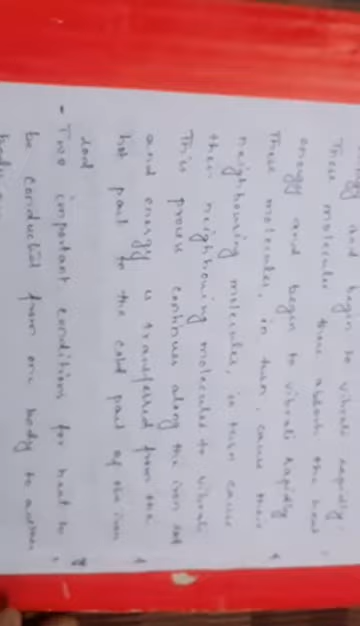 energy and begin to vibrate rapidly.
These molecules then absorb the heat
energy and begin to vibrate rapidly
These molecules, in turn, cause their
neighbouring molecules, in turn cause
their neighbouring molecules to vibrate
This process continues along the iron rod
and energy is transferred from the
hot part to the cold part of the iron
rod
- Two important conditions for heat to
be conducted from one body to another